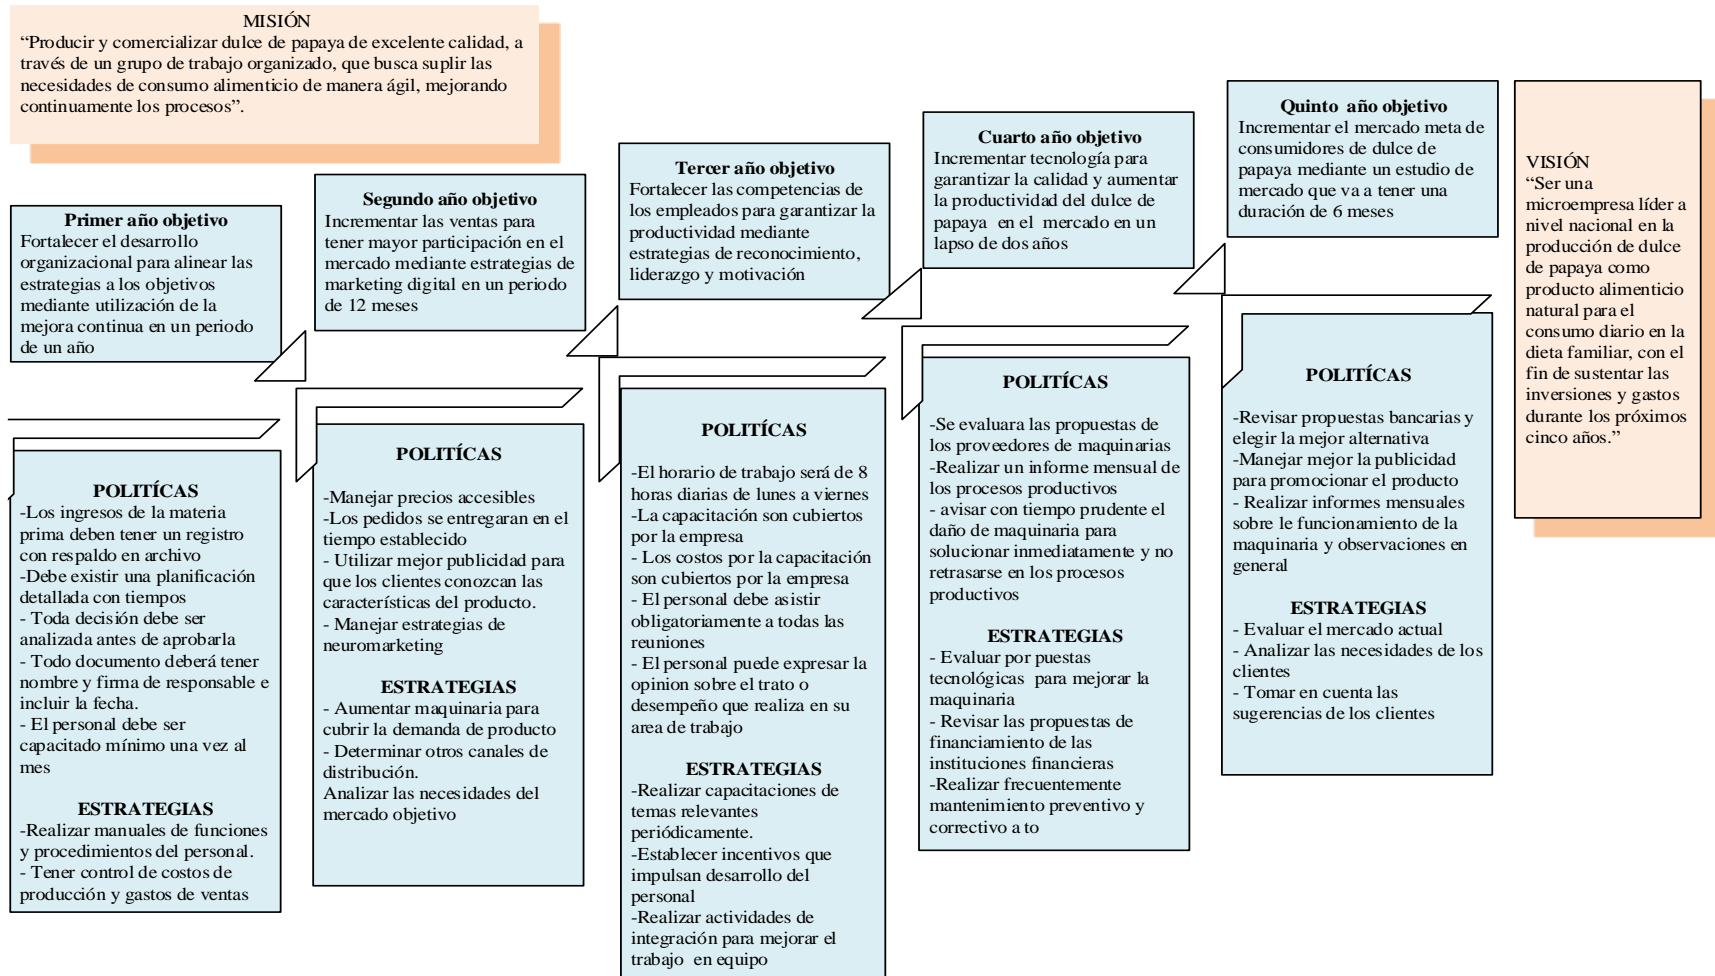 MISIÓN
“Producir y comercializar dulce de papaya de excelente calidad, a
través de un grupo de trabajo organizado, que busca suplir las
necesidades de consumo alimenticio de manera ágil, mejorando
continuamente los procesos”.
Primer año objetivo
Fortalecer el desarrollo
organizacional para alinear las
estrategias a los objetivos
mediante utilización de la
mejora continua en un periodo
de un año
Segundo año objetivo
Incrementar las ventas para
tener mayor participación en el
mercado mediante estrategias de
marketing digital en un periodo
de 12 meses
Tercer año objetivo
Fortalecer las competencias de
los empleados para garantizar la
productividad mediante
estrategias de reconocimiento,
liderazgo y motivación
Cuarto año objetivo
Incrementar tecnología para
garantizar la calidad y aumentar
la productividad del dulce de
papaya en el mercado en un
lapso de dos años
Quinto año objetivo
Incrementar el mercado meta de
consumidores de dulce de
papaya mediante un estudio de
mercado que va a tener una
duración de 6 meses
VISIÓN
“Ser una
microempresa líder a
nivel nacional en la
producción de dulce
de papaya como
producto alimenticio
natural para el
consumo diario en la
dieta familiar, con el
fin de sustentar las
inversiones y gastos
durante los próximos
cinco años.”
POLITÍCAS
-Los ingresos de la materia
prima deben tener un registro
con respaldo en archivo
-Debe existir una planificación
detallada con tiempos
- Toda decisión debe ser
analizada antes de aprobarla
- Todo documento deberá tener
nombre y firma de responsable e
incluir la fecha.
- El personal debe ser
capacitado mínimo una vez al
mes
ESTRATEGIAS
-Realizar manuales de funciones
y procedimientos del personal.
- Tener control de costos de
producción y gastos de ventas
POLITÍCAS
-Manejar precios accesibles
-Los pedidos se entregaran en el
tiempo establecido
- Utilizar mejor publicidad para
que los clientes conozcan las
características del producto.
- Manejar estrategias de
neuromarketing
ESTRATEGIAS
- Aumentar maquinaria para
cubrir la demanda de producto
- Determinar otros canales de
distribución.
Analizar las necesidades del
mercado objetivo
POLITÍCAS
-El horario de trabajo será de 8
horas diarias de lunes a viernes
-La capacitación son cubiertos
por la empresa
- Los costos por la capacitación
son cubiertos por la empresa
- El personal debe asistir
obligatoriamente a todas las
reuniones
- El personal puede expresar la
opinion sobre el trato o
desempeño que realiza en su
area de trabajo
ESTRATEGIAS
-Realizar capacitaciones de
temas relevantes
periódicamente.
-Establecer incentivos que
impulsan desarrollo del
personal
-Realizar actividades de
integración para mejorar el
trabajo en equipo
POLITÍCAS
-Se evaluara las propuestas de
los proveedores de maquinarias
-Realizar un informe mensual de
los procesos productivos
- avisar con tiempo prudente el
daño de maquinaria para
solucionar inmediatamente y no
retrasarse en los procesos
productivos
ESTRATEGIAS
- Evaluar por puestas
tecnológicas para mejorar la
maquinaria
- Revisar las propuestas de
financiamiento de las
instituciones financieras
-Realizar frecuentemente
mantenimiento preventivo y
correctivo a to
POLITÍCAS
-Revisar propuestas bancarias y
elegir la mejor alternativa
-Manejar mejor la publicidad
para promocionar el producto
- Realizar informes mensuales
sobre le funcionamiento de la
maquinaria y observaciones en
general
ESTRATEGIAS
- Evaluar el mercado actual
- Analizar las necesidades de los
clientes
- Tomar en cuenta las
sugerencias de los clientes